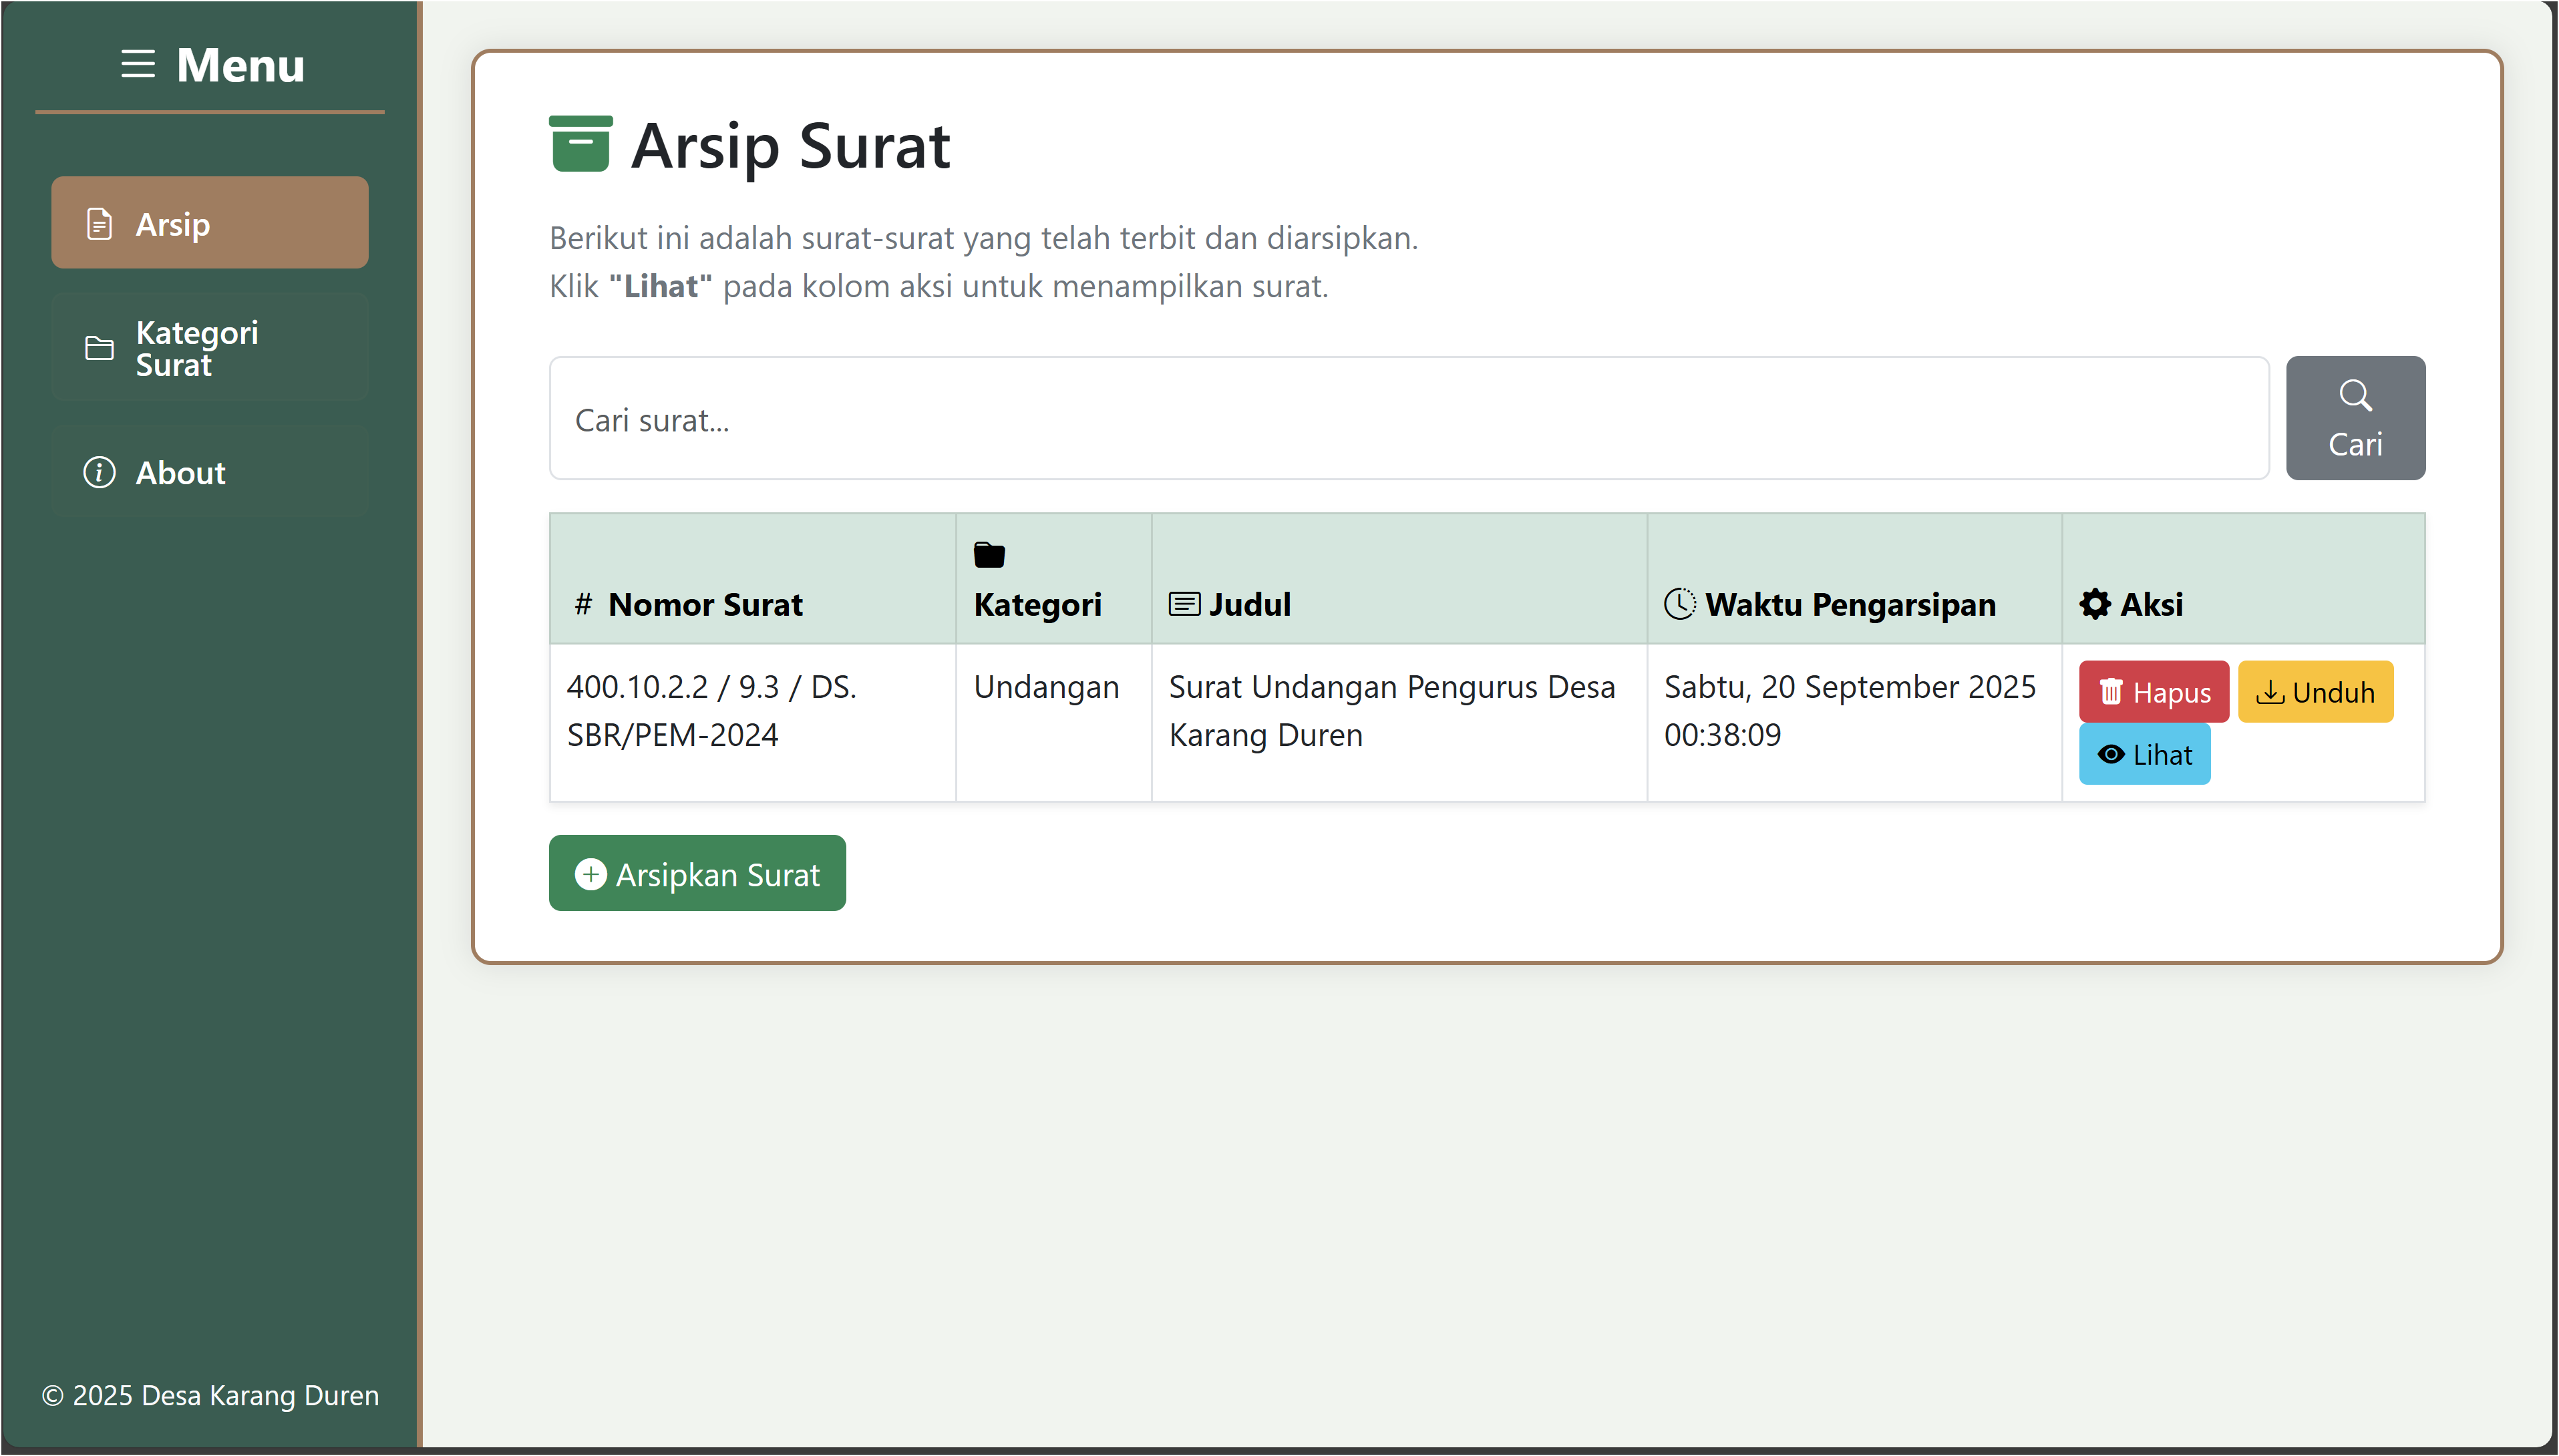 Menu
Arsip
Kategori
Surat
About
© 2025 Desa Karang Duren
Arsip Surat
Berikut ini adalah surat-surat yang telah terbit dan diarsipkan.
Klik "Lihat" pada kolom aksi untuk menampilkan surat.
Cari surat...
Cari
# Nomor Surat
Kategori
Judul
Waktu Pengarsipan
Aksi
400.10.2.2 / 9.3 / DS.
SBR/PEM-2024
Undangan
Surat Undangan Pengurus Desa
Karang Duren
Sabtu, 20 September 2025
00:38:09
Hapus
Unduh
Lihat
Arsipkan Surat